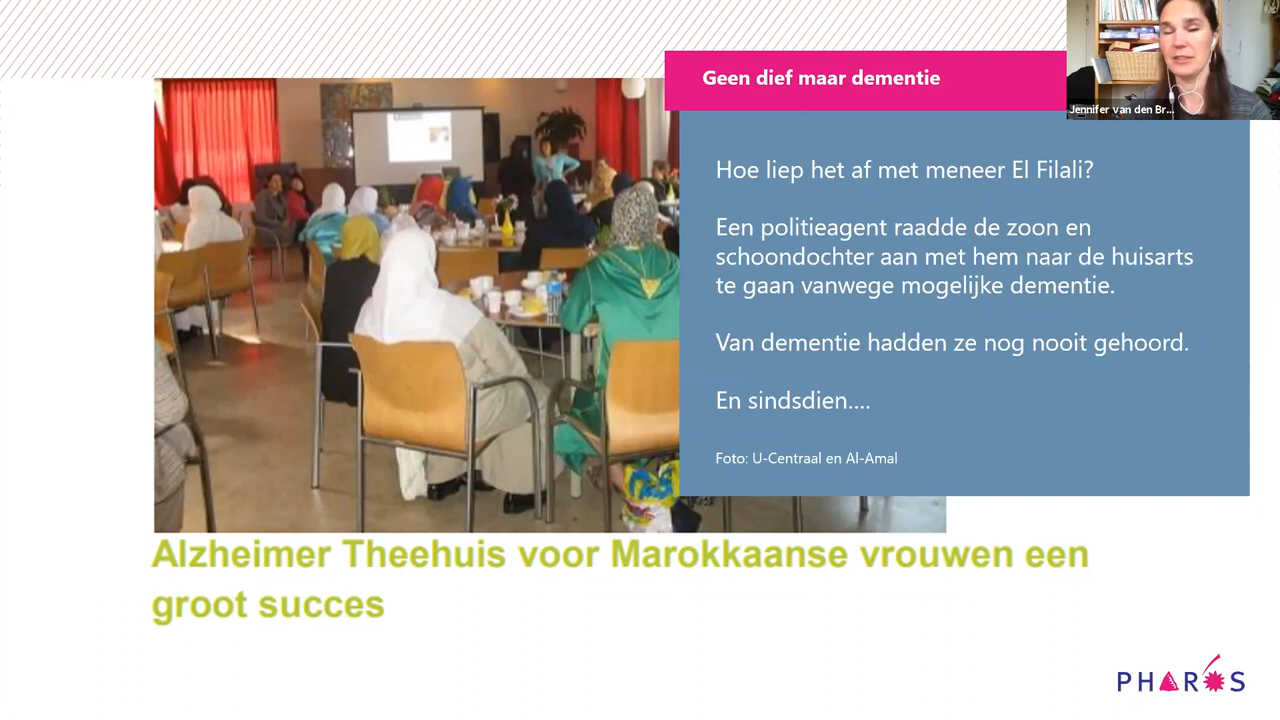 Geen dief maar dementie
Jennifer van den Br...
Hoe liep het af met meneer El Filali?
Een politieagent raadde de zoon en
schoondochter aan met hem naar de huisarts
te gaan vanwege mogelijke dementie.
Van dementie hadden ze nog nooit gehoord.
En sindsdien....
Foto: U-Centraal en Al-Amal
Alzheimer Theehuis voor Marokkaanse vrouwen een
groot succes
PHAROS